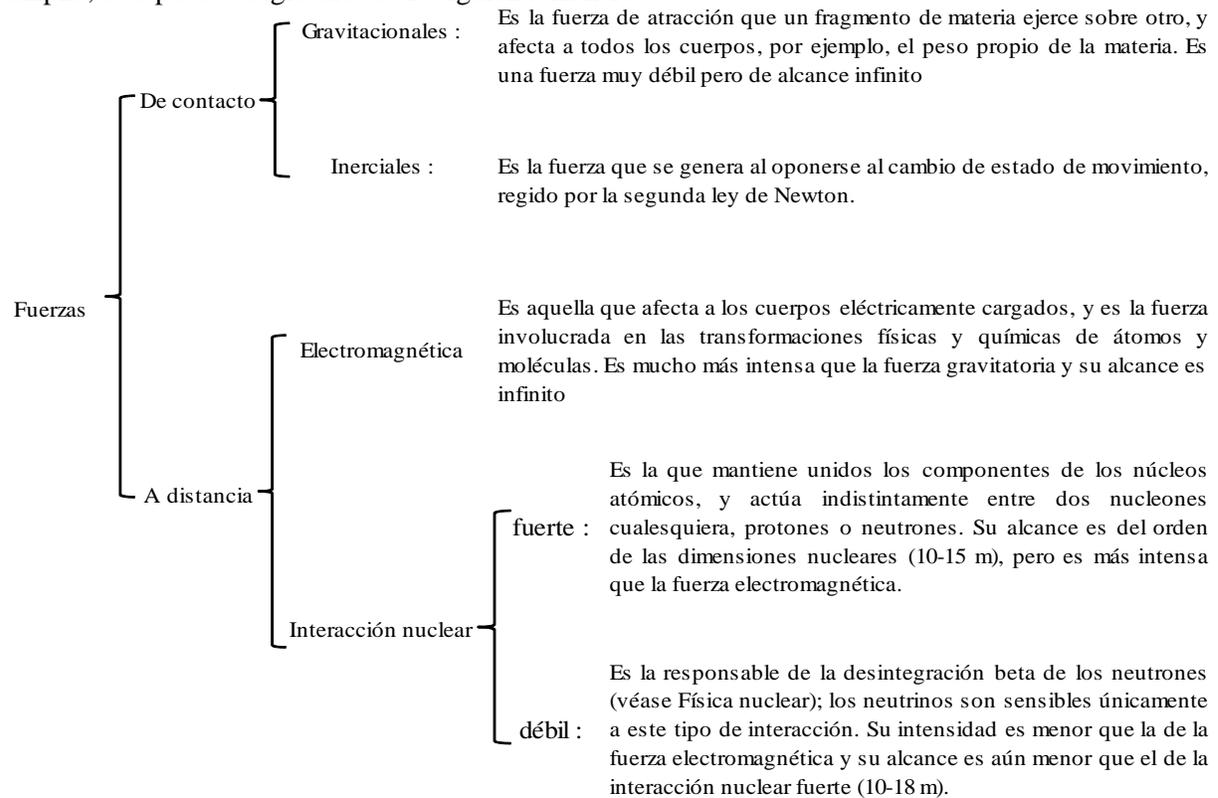 Gravitacionales :
Es la fuerza de atracción que un fragmento de materia ejerce sobre otro, y
afecta a todos los cuerpos, por ejemplo, el peso propio de la materia. Es
una fuerza muy débil pero de alcance infinito
De contacto
Inerciales :
Es la fuerza que se genera al oponerse al cambio de estado de movimiento,
regido por la segunda ley de Newton.
Fuerzas
Es aquella que afecta a los cuerpos eléctricamente cargados, y es la fuerza
involucrada en las transformaciones físicas y químicas de átomos y
moléculas. Es mucho más intensa que la fuerza gravitatoria y su alcance es
infinito
Electromagnética
A distancia
Es la que mantiene unidos los componentes de los núcleos
atómicos, y actúa indistintamente entre dos nucleones
cualesquiera, protones o neutrones. Su alcance es del orden
de las dimensiones nucleares (10-15 m), pero es más intensa
que la fuerza electromagnética.
fuerte :
Interacción nuclear
Es la responsable de la desintegración beta de los neutrones
(véase Física nuclear); los neutrinos son sensibles únicamente
a este tipo de interacción. Su intensidad es menor que la de la
fuerza electromagnética y su alcance es aún menor que el de la
interacción nuclear fuerte (10-18 m).
débil :